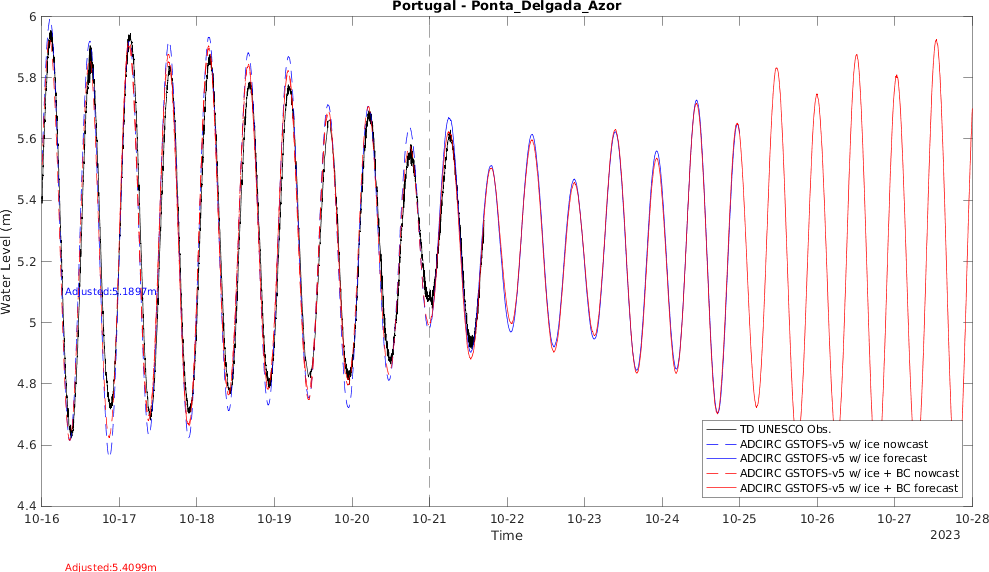 Portugal - Ponta_Delgada_Azor
6
5.8
5.6
5.4
5.2
5
4.8
4.6
4.4
Water Level (m)
Adjusted:5.1897m
TD UNESCO Obs.
ADCIRC GSTOFS-v5 w/ ice nowcast
ADCIRC GSTOFS-v5 w/ ice forecast
ADCIRC GSTOFS-v5 w/ ice + BC nowcast
ADCIRC GSTOFS-v5 w/ ice + BC forecast
10-16 10-17 10-18 10-19 10-20 10-21 10-22 10-23 10-24 10-25 10-26 10-27 10-28
Time
2023
Adjusted:5.4099m